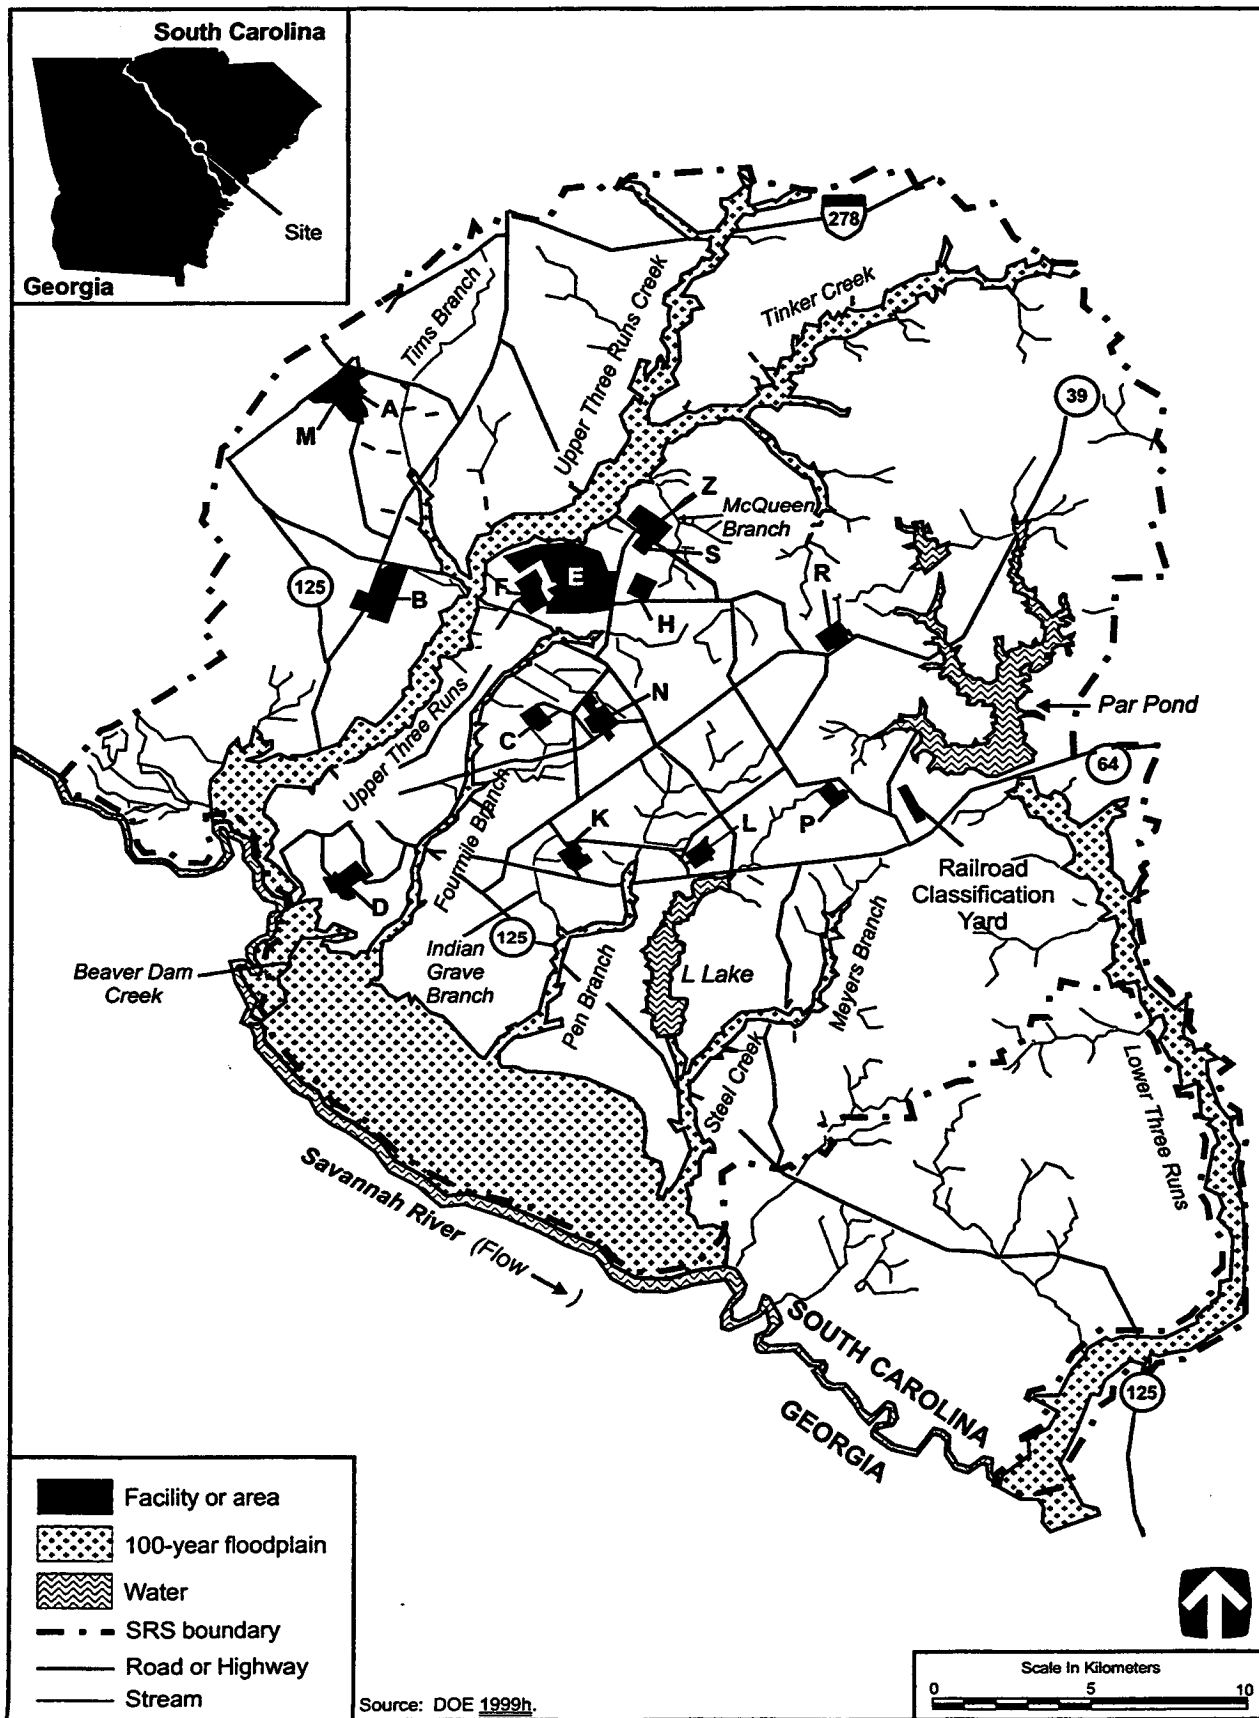 South Carolina
Site
Georgia
278
Tims Branch
Upper Three Runs Creek
Tinker Creek
39
A
M
Z
McQueen
Branch
S
125
B
F
E
H
R
Upper Three Runs
N
C
Par Pond
64
Fourmile Branch
K
L
P
Railroad
Classification
Yard
D
Indian
Grave
Branch
125
Beaver Dam
Creek
Pen Branch
L Lake
Meyers Branch
Steel Creek
Lower Three Runs
Savannah River (Flow
)
SOUTH CAROLINA
GEORGIA
125
Facility or area
100-year floodplain
Water
SRS boundary
Road or Highway
Stream
Source: DOE 1999h.
Scale In Kilometers
0 5 10